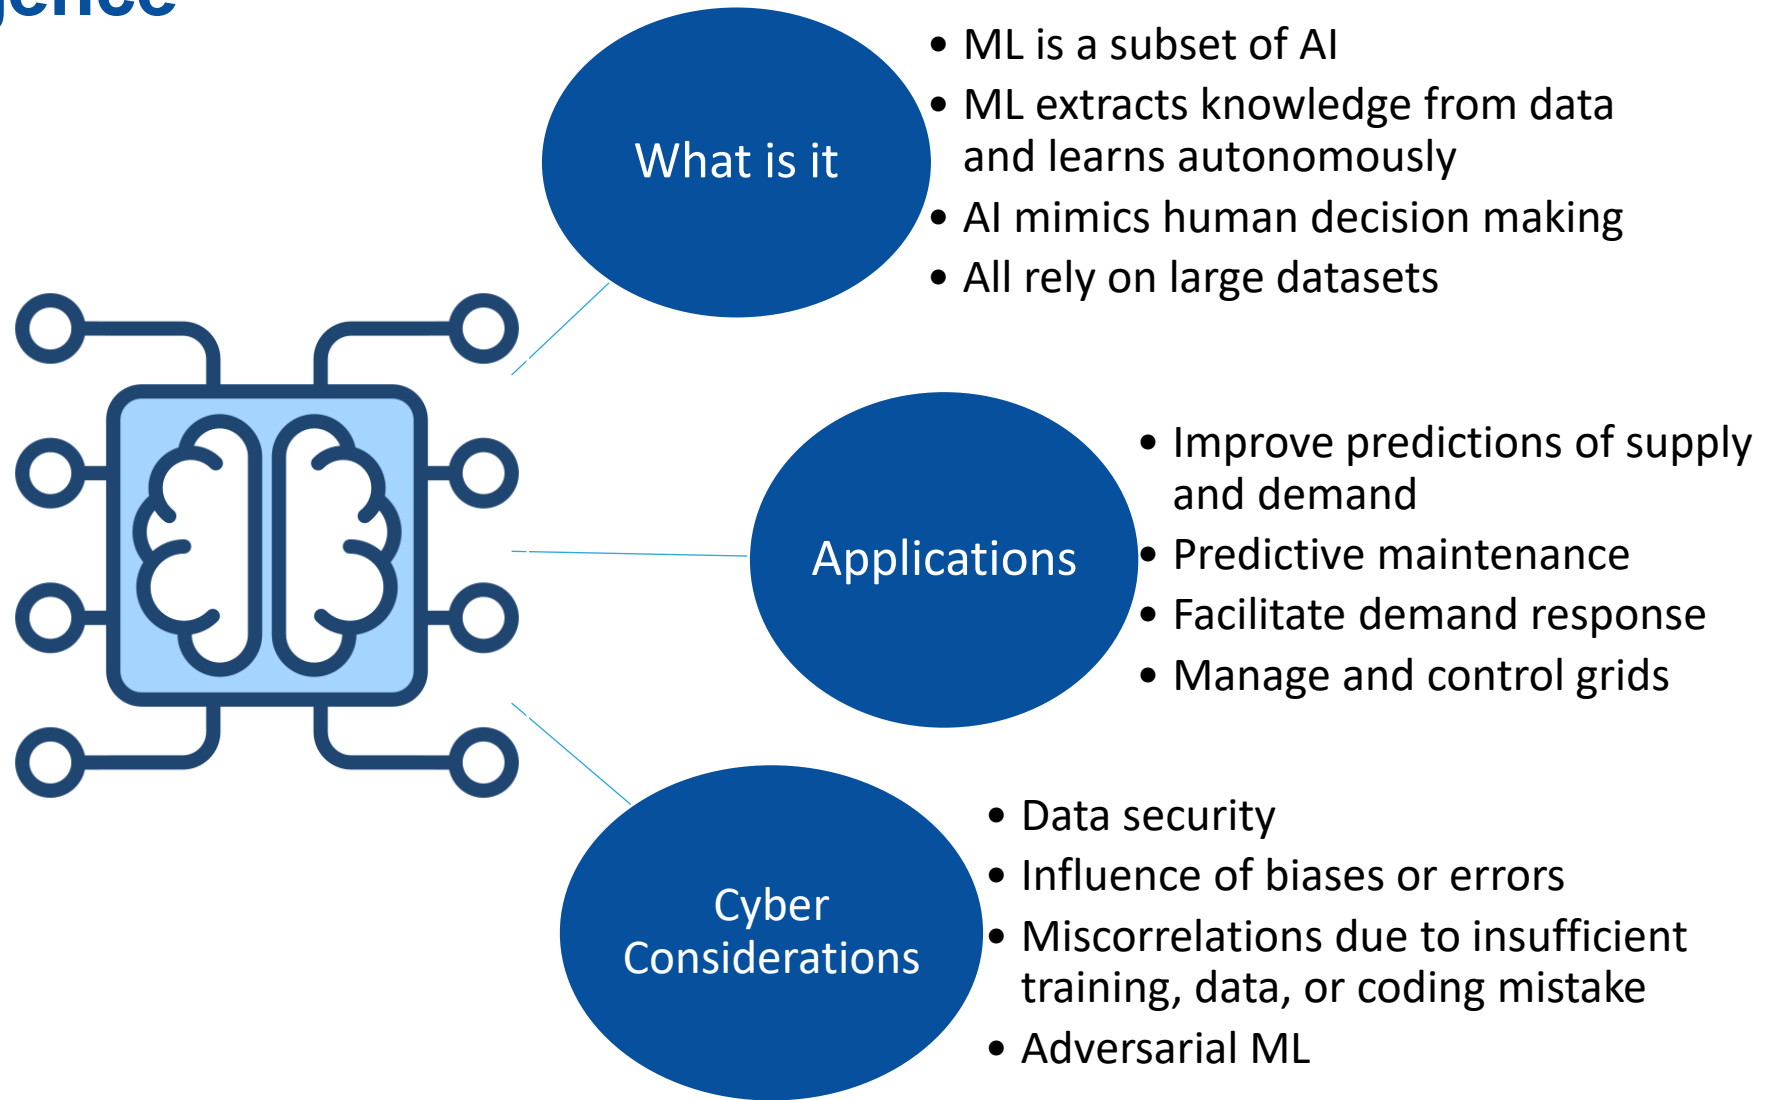 What is it
• ML is a subset of AI
• ML extracts knowledge from data
and learns autonomously
• AI mimics human decision making
• All rely on large datasets
Applications
• Improve predictions of supply
and demand
• Predictive maintenance
• Facilitate demand response
• Manage and control grids
Cyber
Considerations
• Data security
• Influence of biases or errors
• Miscorrelations due to insufficient
training, data, or coding mistake
• Adversarial ML